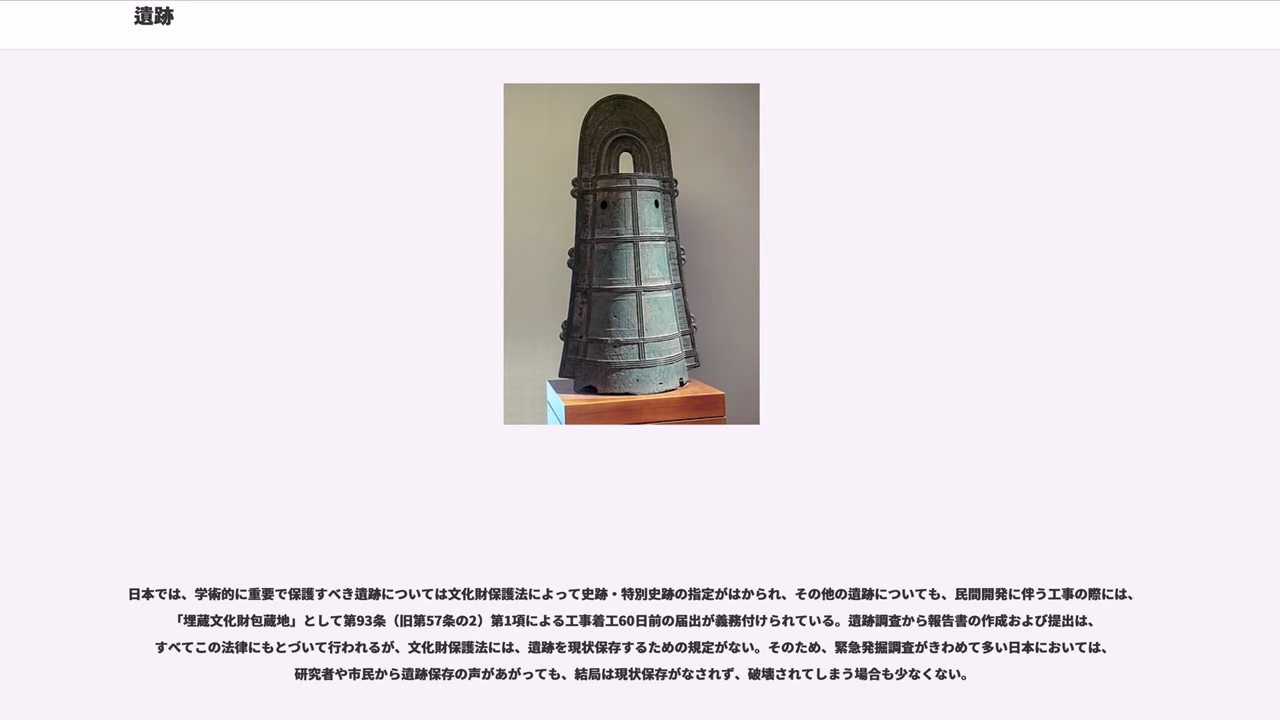 遺跡
日本では、学術的に重要で保護すべき遺跡については文化財保護法によって史跡・特別史跡の指定がはかられ、その他の遺跡についても、民間開発に伴う工事の際には、
「埋蔵文化財包蔵地」として第93条（旧第57条の2）第1項による工事着工60日前の届出が義務付けられている。遺跡調査から報告書の作成および提出は、
すべてこの法律にもとづいて行われるが、文化財保護法には、遺跡を現状保存するための規定がない。そのため、緊急発掘調査がきわめて多い日本においては、
研究者や市民から遺跡保存の声があがっても、結局は現状保存がなされず、破壊されてしまう場合も少なくない。